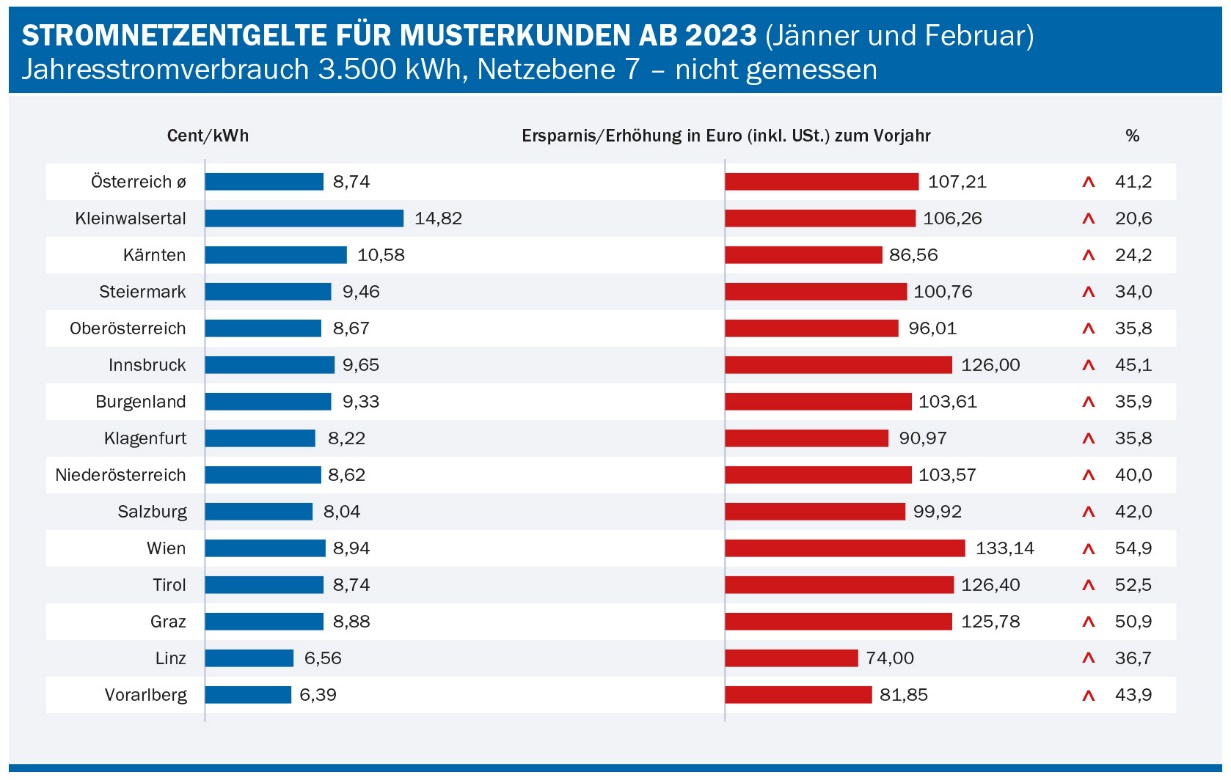 STROMNETZENTGELTE FÜR MUSTERKUNDEN AB 2023 (Jänner und Februar)
Jahresstromverbrauch 3.500 kWh, Netzebene 7 – nicht gemessen
Cent/kWh Ersparnis/Erhöhung in Euro (inkl. USt.) zum Vorjahr %
Österreich ø 8,74 107,21 ^ 41,2
Kleinwalsertal 14,82 106,26 ^ 20,6
Kärnten 10,58 86,56 ^ 24,2
Steiermark 9,46 100,76 ^ 34,0
Oberösterreich 8,67 96,01 ^ 35,8
Innsbruck 9,65 126,00 ^ 45,1
Burgenland 9,33 103,61 ^ 35,9
Klagenfurt 8,22 90,97 ^ 35,8
Niederösterreich 8,62 103,57 ^ 40,0
Salzburg 8,04 99,92 ^ 42,0
Wien 8,94 133,14 ^ 54,9
Tirol 8,74 126,40 ^ 52,5
Graz 8,88 125,78 ^ 50,9
Linz 6,56 74,00 ^ 36,7
Vorarlberg 6,39 81,85 ^ 43,9